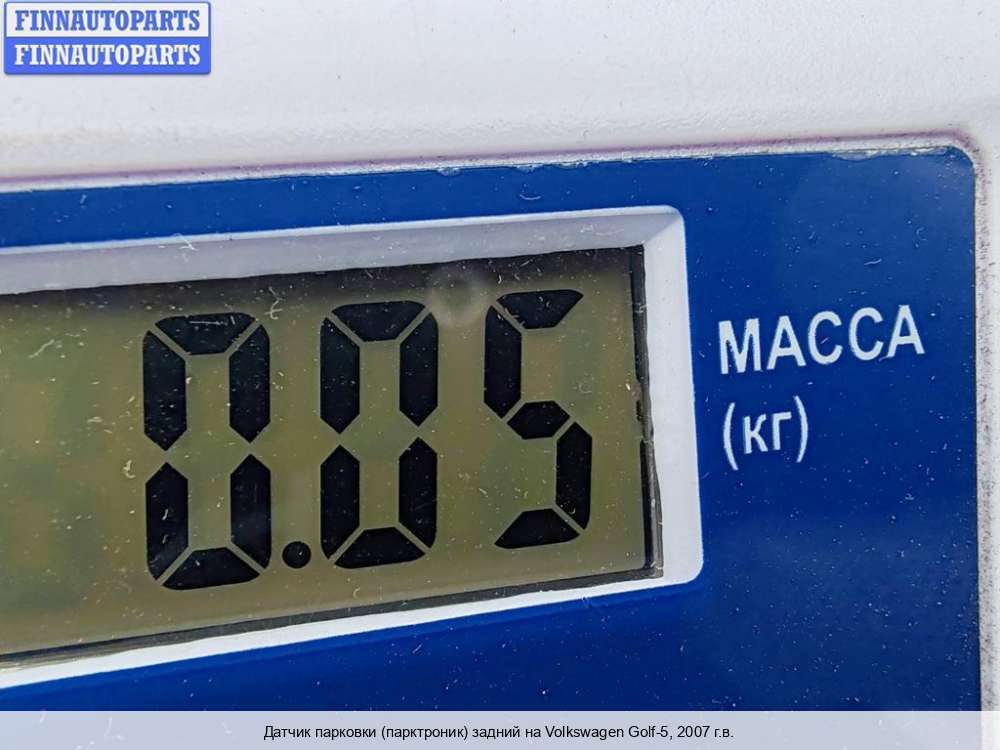 FINNAUTOPARTS
FINNAUTOPARTS
0.05
МАССА
(кг)
Датчик парковки (парктроник) задний на Volkswagen Golf-5, 2007 г.в.